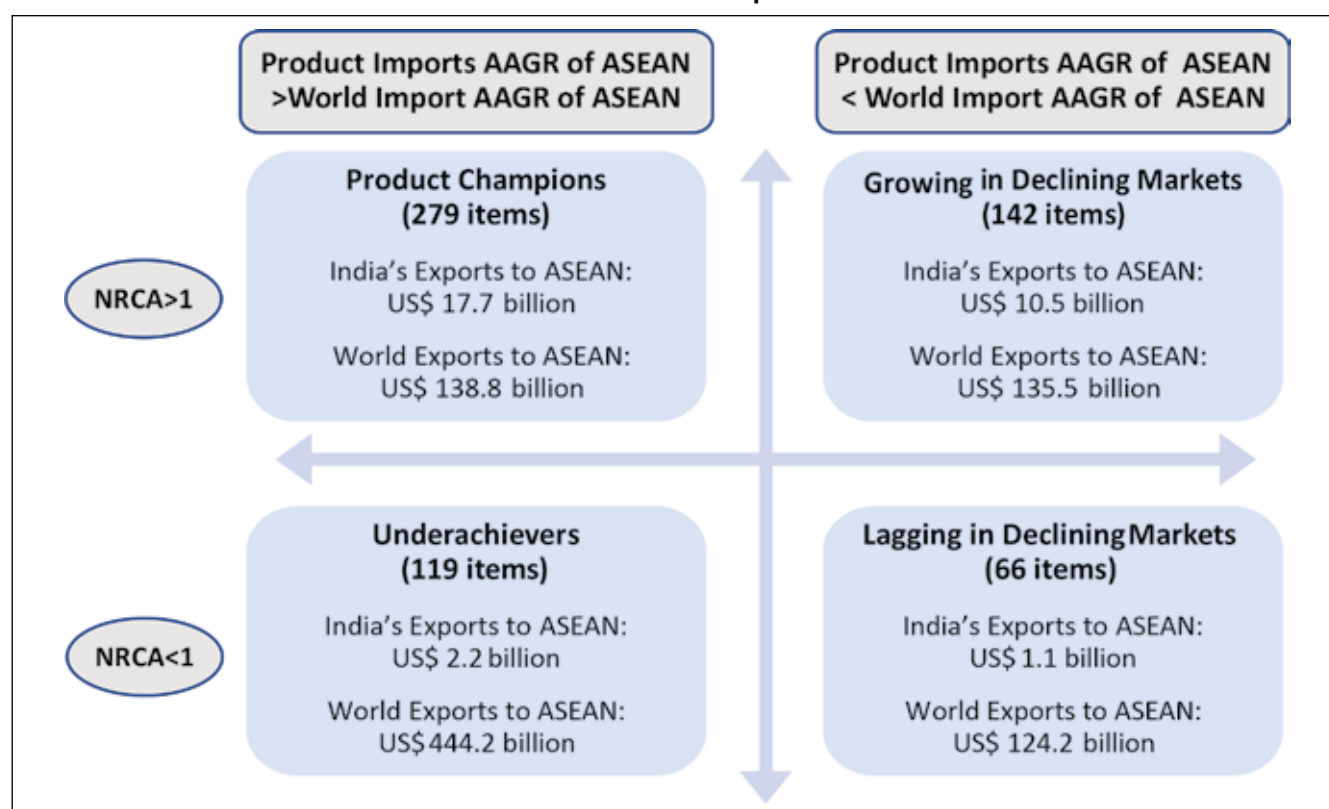 Product Imports AAGR of ASEAN
>World Import AAGR of ASEAN
Product Imports AAGR of ASEAN
< World Import AAGR of ASEAN
NRCA>1
Product Champions
(279 items)
India's Exports to ASEAN:
US$ 17.7 billion
World Exports to ASEAN:
US$ 138.8 billion
Growing in Declining Markets
(142 items)
India's Exports to ASEAN:
US$ 10.5 billion
World Exports to ASEAN:
US$ 135.5 billion
NRCA<1
Underachievers
(119 items)
India's Exports to ASEAN:
US$ 2.2 billion
World Exports to ASEAN:
US$ 444.2 billion
Lagging in Declining Markets
(66 items)
India's Exports to ASEAN:
US$ 1.1 billion
World Exports to ASEAN:
US$ 124.2 billion